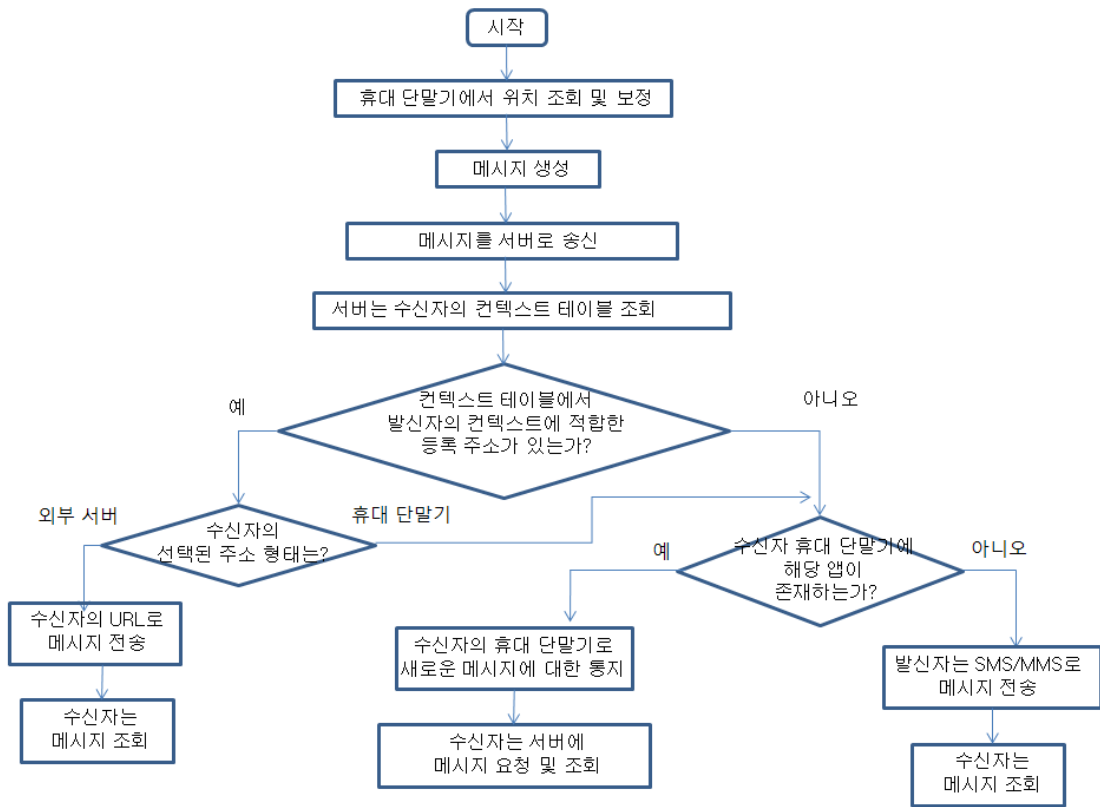 시작
휴대 단말기에서 위치 조회 및 보정
메시지 생성
메시지를 서버로 송신
서버는 수신자의 컨텍스트 테이블 조회
컨텍스트 테이블에서
발신자의 컨텍스트에 적합한
등록 주소가 있는가?
예
아니오
외부 서버
수신자의
선택된 주소 형태는?
휴대 단말기
예
수신자 휴대 단말기에
해당 앱이
존재하는가?
아니오
수신자의 URL로
메시지 전송
수신자의 휴대 단말기로
새로운 메시지에 대한 통지
발신자는 SMS/MMS로
메시지 전송
수신자는
메시지 조회
수신자는 서버에
메시지 요청 및 조회
수신자는
메시지 조회